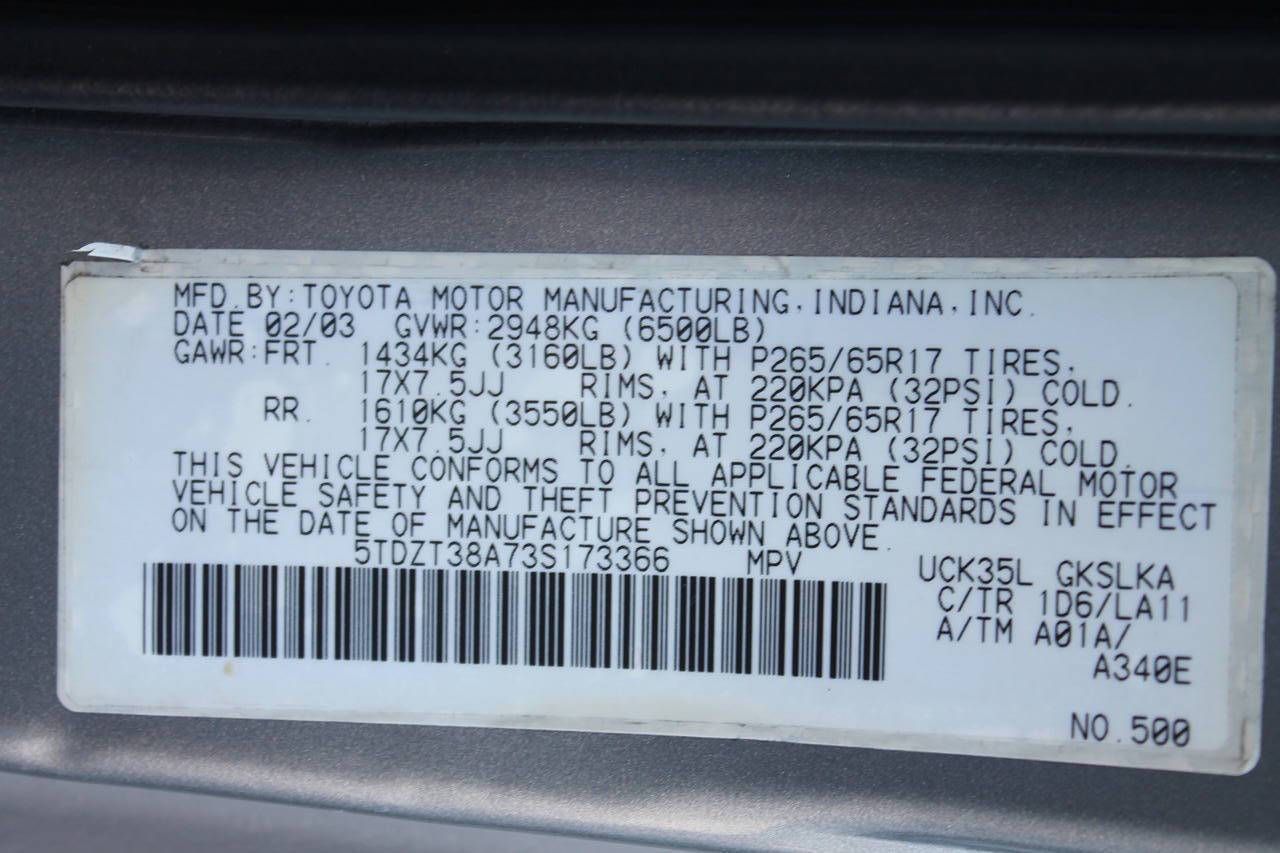 MFD.BY:TOYOTA MOTOR MANUFACTURING,INDIANA,INC.
DATE 02/03 GVWR:2948KG (6500LB)
GAWR:FRT. 1434KG (3160LB) WITH P265/65R17 TIRES,
17X7.5JJ RIMS, AT 220KPA (32PSI) COLD.
RR. 1610KG (3550LB) WITH P265/65R17 TIRES,
17X7.5JJ RIMS, AT 220KPA (32PSI) COLD.
THIS VEHICLE CONFORMS TO ALL APPLICABLE FEDERAL MOTOR
VEHICLE SAFETY AND THEFT PREVENTION STANDARDS IN EFFECT
ON THE DATE OF MANUFACTURE SHOWN ABOVE.
5TDZT38A73S173366 MPV
UCK35L GKSLKA
C/TR 1D6/LA11
A/TM A01A/
A340E
NO.500